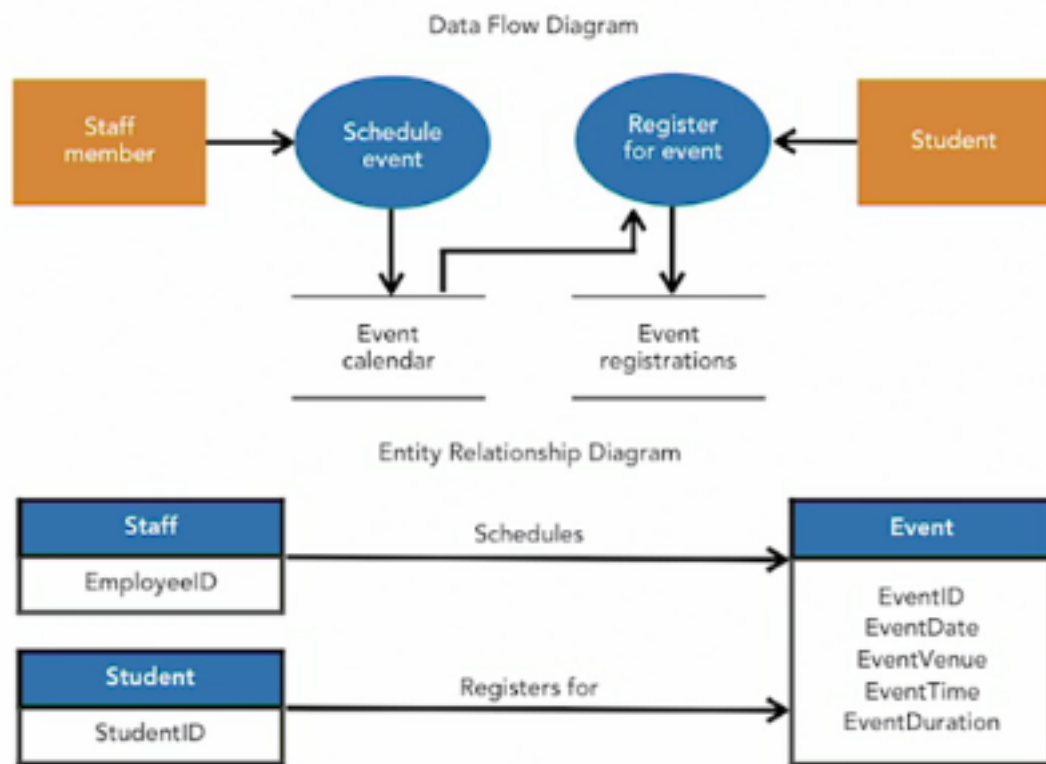 Data Flow Diagram
Staff
member
Schedule
event
Register
for event
Student
Event
calendar
Event
registrations
Entity Relationship Diagram
Staff
EmployeeID
Schedules
Event
EventID
EventDate
EventVenue
EventTime
EventDuration
Student
StudentID
Registers for